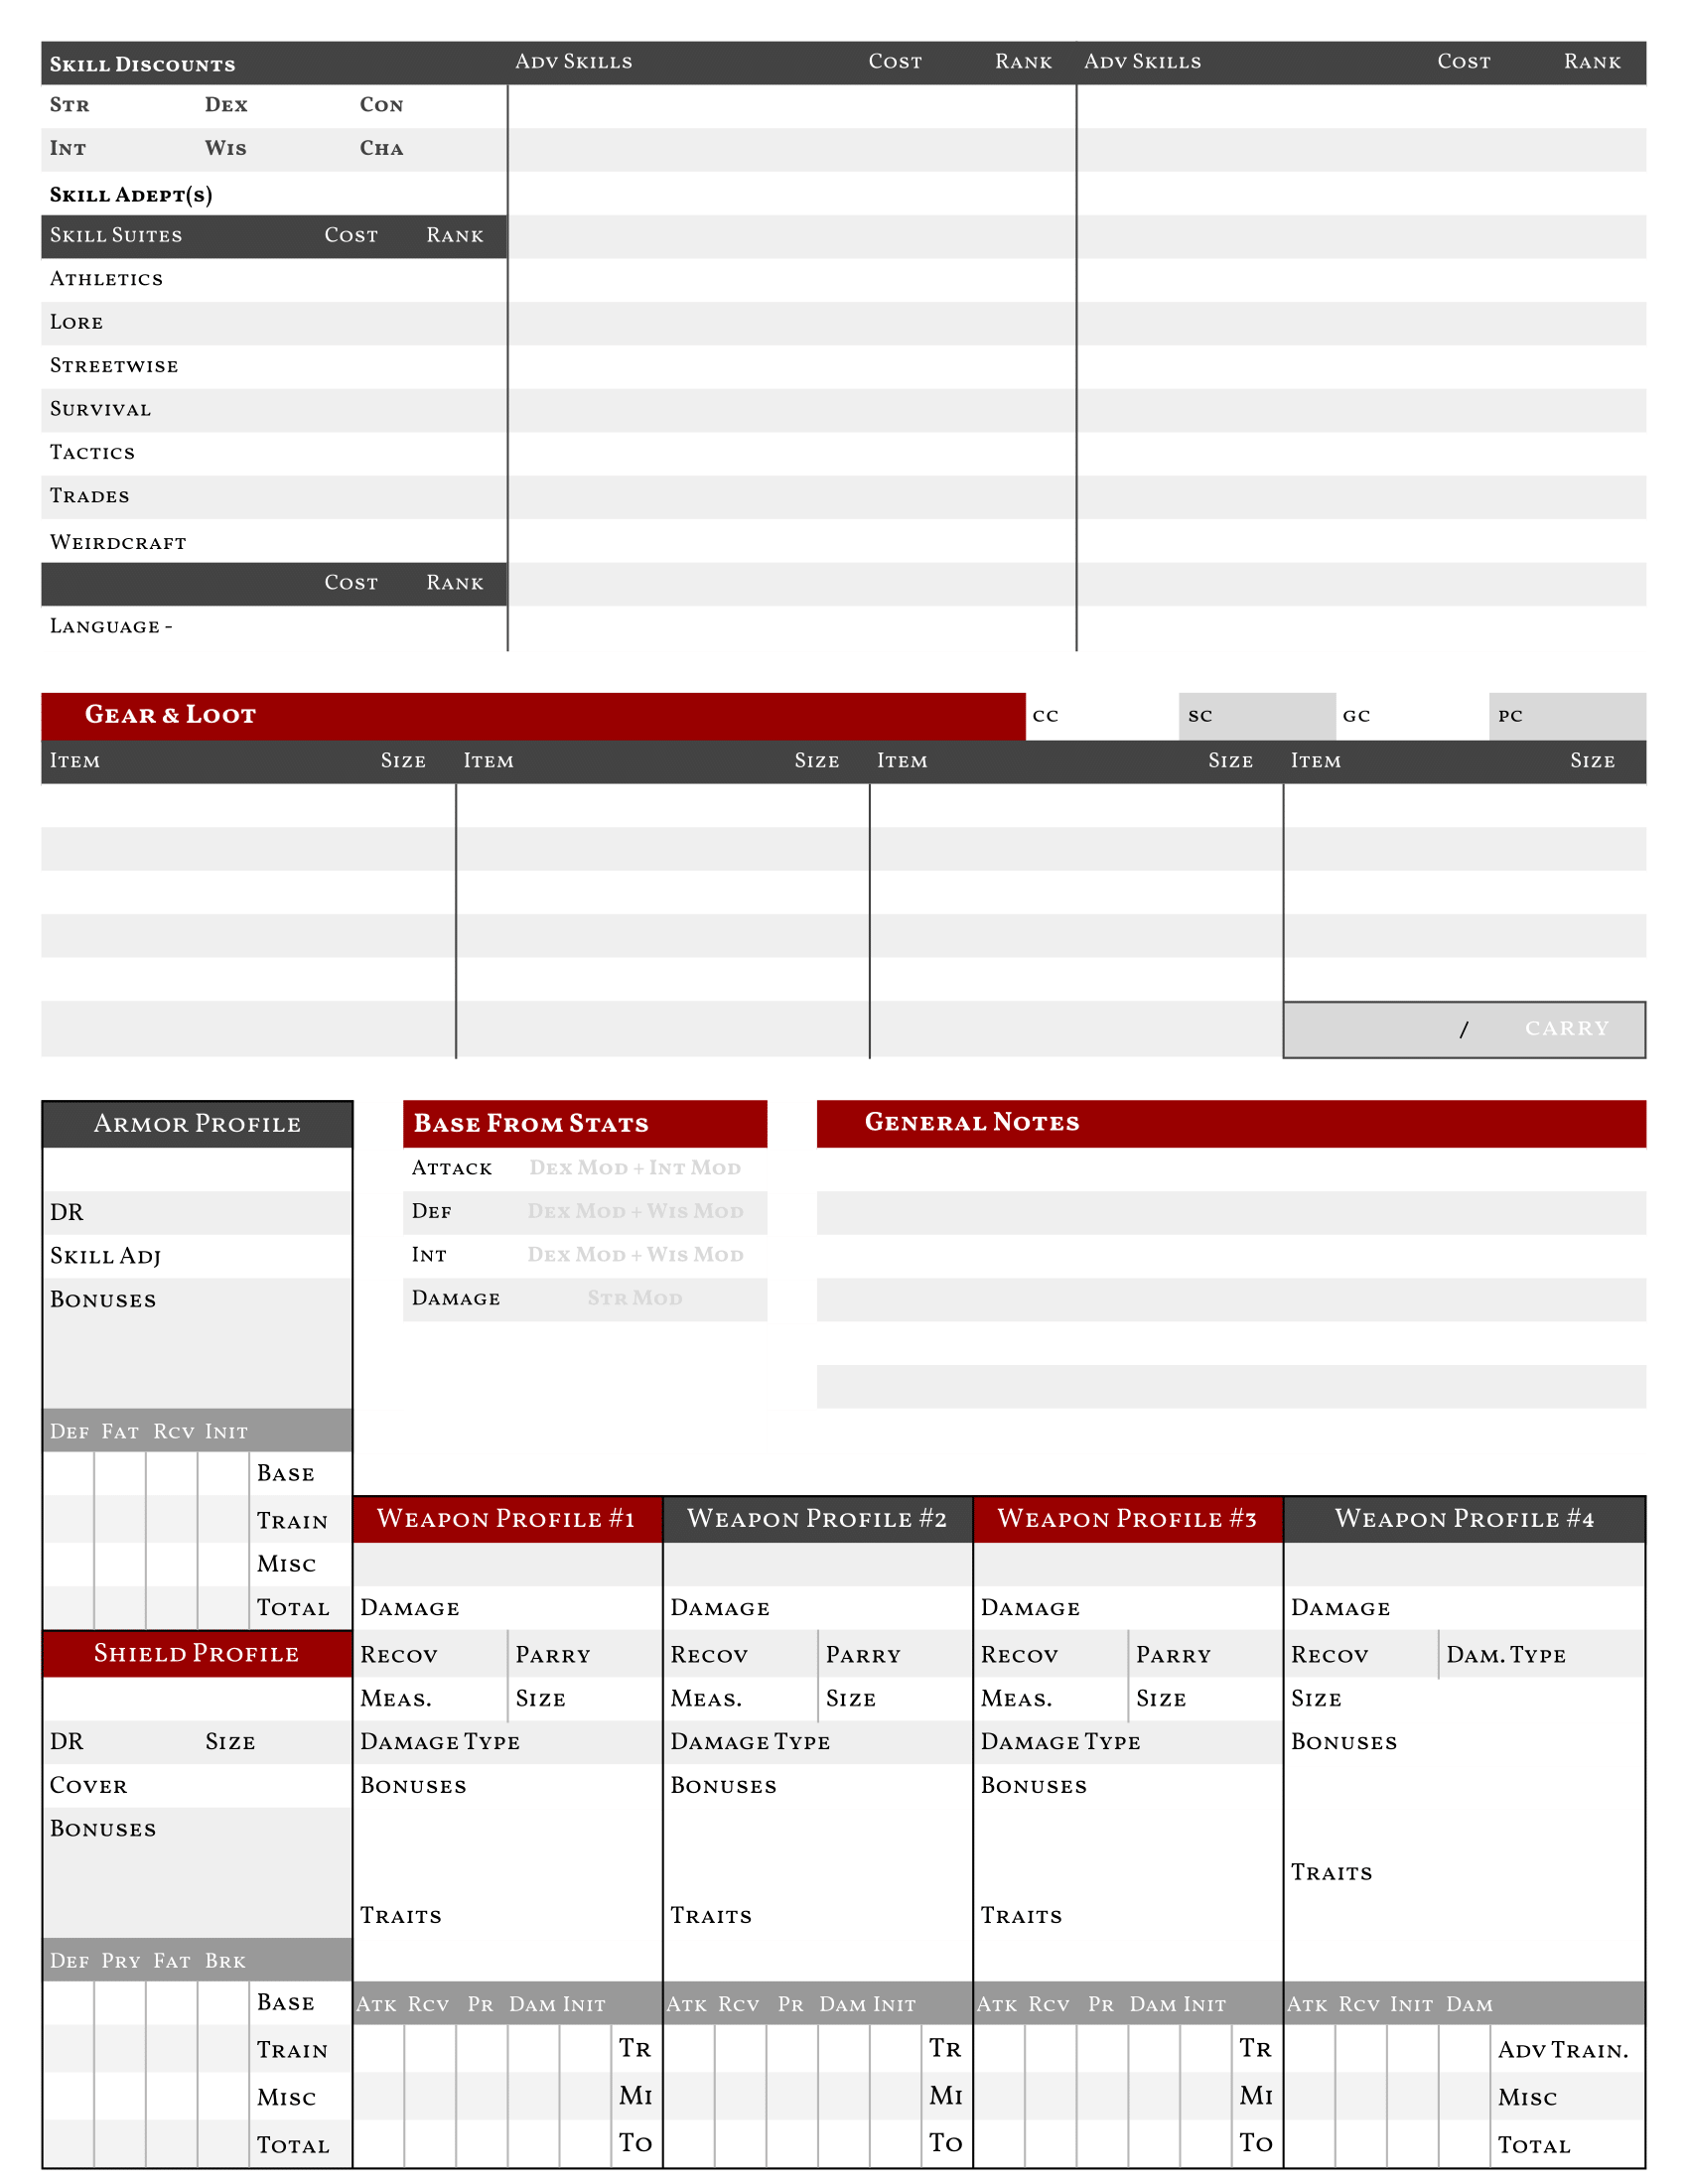 Skill Discounts Adv Skills Cost Rank Adv Skills Cost Rank
Str Dex Con
Int Wis Cha
Skill Adept(s)
Skill Suites Cost Rank
Athletics
Lore
Streetwise
Survival
Tactics
Trades
Weirdcraft
Cost Rank
Language -
Gear & Loot cc sc gc pc
Item Size Item Size Item Size Item Size
/ CARRY
Armor Profile
DR
Skill Adj
Bonuses
Def Fat Rcv Init
Base
Train
Misc
Total
Base From Stats
Attack Dex Mod + Int Mod
Def Dex Mod + Wis Mod
Int Dex Mod + Wis Mod
Damage Str Mod
General Notes
Shield Profile
DR Size
Cover
Bonuses
Def Pry Fat Brk
Base
Train
Misc
Total
Weapon Profile #1
Damage
Recov Parry
Meas. Size
Damage Type
Bonuses
Traits
Atk Rcv Pr Dam Init
Tr
Mi
To
Weapon Profile #2
Damage
Recov Parry
Meas. Size
Damage Type
Bonuses
Traits
Atk Rcv Pr Dam Init
Tr
Mi
To
Weapon Profile #3
Damage
Recov Parry
Meas. Size
Damage Type
Bonuses
Traits
Atk Rcv Pr Dam Init
Tr
Mi
To
Weapon Profile #4
Damage
Recov Dam. Type
Size
Bonuses
Traits
Atk Rcv Init Dam
Adv Train.
Misc
Total